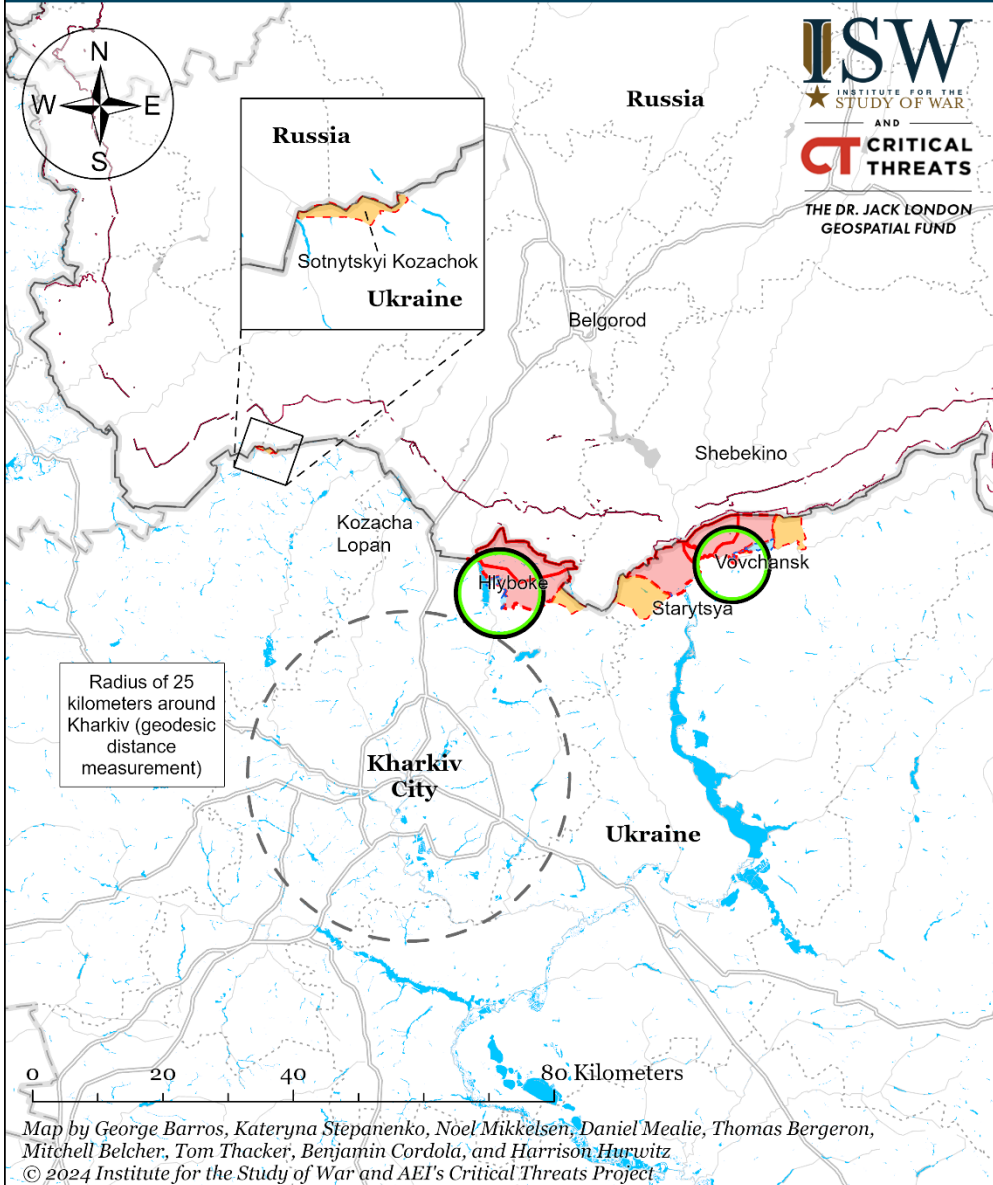 N
W
E
S
ISW
INSTITUTE FOR THE
STUDY OF WAR
AND
CT CRITICAL
THREATS
THE DR. JACK LONDON
GEOSPATIAL FUND
Russia
Russia
Sotnytskyi Kozachok
Ukraine
Belgorod
Shebekino
Kozacha
Lopan
Hlyboke
Vovchansk
Starytsya
Radius of 25
kilometers around
Kharkiv (geodesic
distance
measurement)
Kharkiv
City
Ukraine
0 20 40 80 Kilometers
Map by George Barros, Kateryna Stepanenko, Noel Mikkelsen, Daniel Mealie, Thomas Bergeron,
Mitchell Belcher, Tom Thacker, Benjamin Cordola, and Harrison Hurwitz
© 2024 Institute for the Study of War and AEI's Critical Threats Project